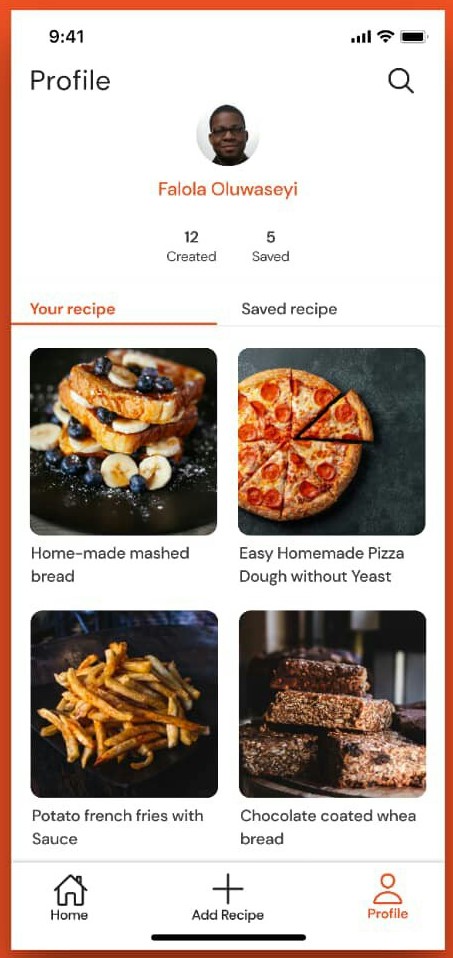 9:41
Profile
Falola Oluwaseyi
12
5
Created
Saved
Your recipe
Saved recipe
Home-made mashed
bread
Easy Homemade Pizza
Dough without Yeast
Potato french fries with
Sauce
Chocolate coated whea
bread
Home
Add Recipe
Profile